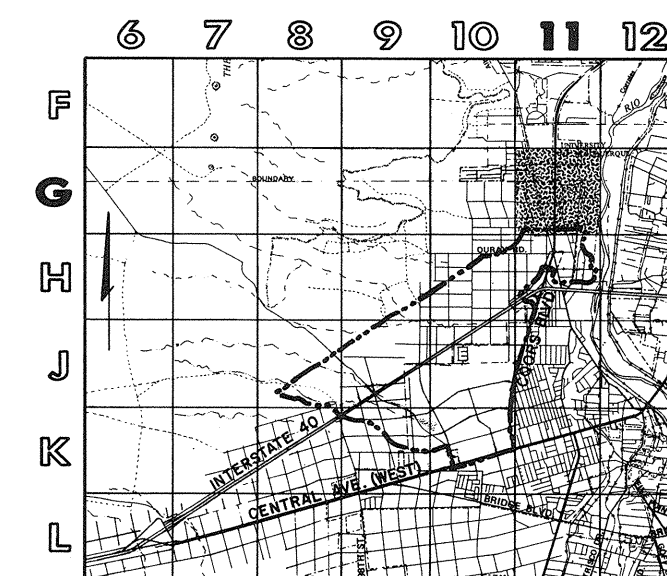 6 7 8 9 10 11 12
THE
F
RIO
UNIVERSITY
G
BOUNDARY
OURAY RD.
H
COORS BLVD
J
K
INTERSTATE 40
CENTRAL AVE. (WEST)
BRIDGE BLVD
L